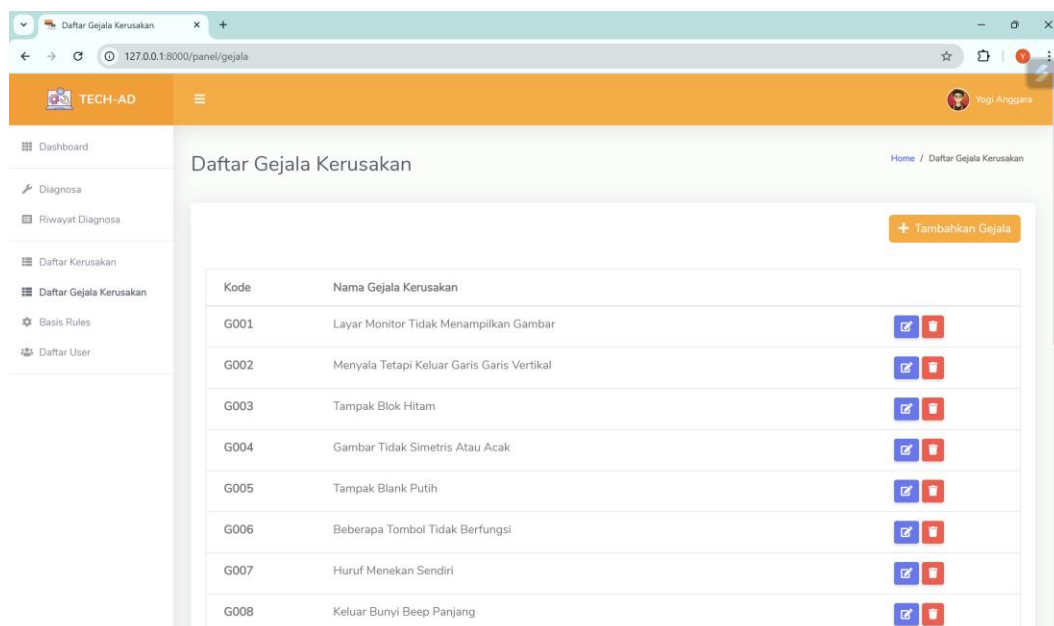 Daftar Gejala Kerusakan
127.0.0.1:8000/panel/gejala
Y
TECH-AD
Yogi Anggara
Dashboard
Diagnosa
Riwayat Diagnosa
Daftar Kerusakan
Daftar Gejala Kerusakan
Basis Rules
Daftar User
Daftar Gejala Kerusakan
Home / Daftar Gejala Kerusakan
Tambahkan Gejala
Kode Nama Gejala Kerusakan
G001 Layar Monitor Tidak Menampilkan Gambar
G002 Menyala Tetapi Keluar Garis Garis Vertikal
G003 Tampak Blok Hitam
G004 Gambar Tidak Simetris Atau Acak
G005 Tampak Blank Putih
G006 Beberapa Tombol Tidak Berfungsi
G007 Huruf Menekan Sendiri
G008 Keluar Bunyi Beep Panjang